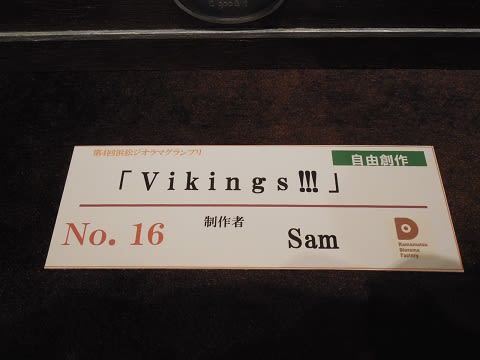 第4回浜松ジオラマグランプリ
自由創作
「Vikings!!!」
No. 16
制作者
Sam
Hamamatsu
Diorama
Factory